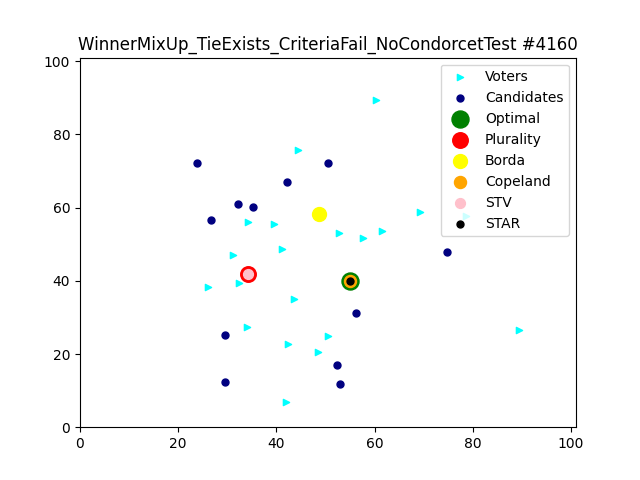 WinnerMixUp_TieExists_CriteriaFail_NoCondorcetTest #4160
100
80
60
40
20
0
0
20
40
60
80
100
Voters
Candidates
Optimal
Plurality
Borda
Copeland
STV
STAR